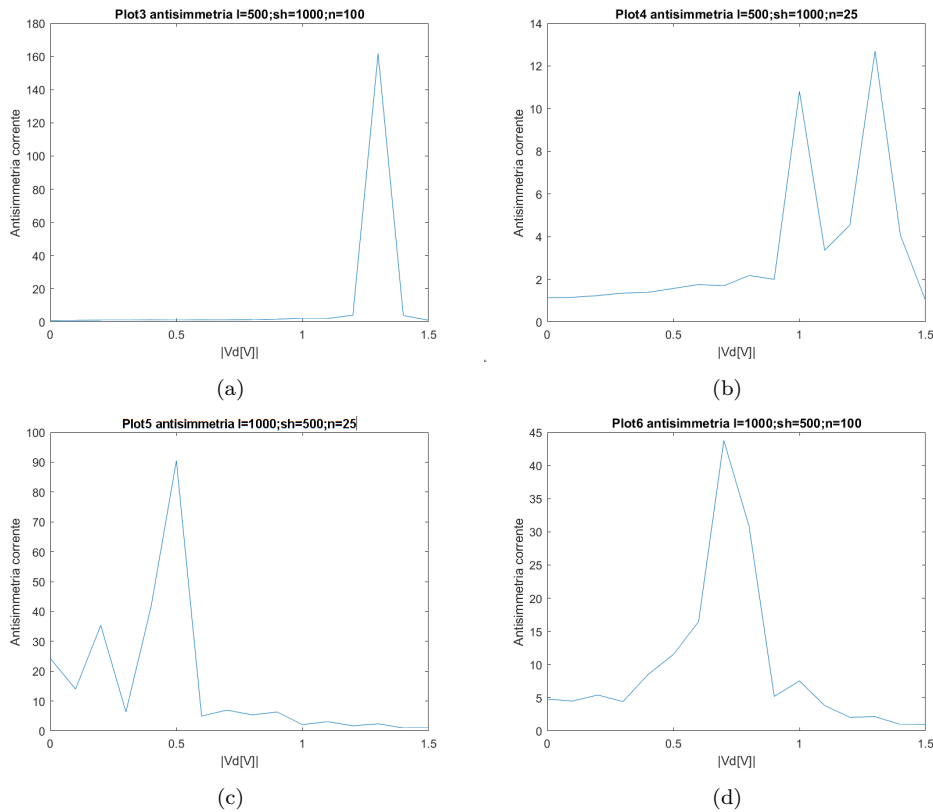 Plot3 antisimmetria l=500;sh=1000;n=100
180
160
140
120
100
80
60
40
20
0
Antisimmetria corrente
0 0.5 1 1.5
|Vd[V]|
(a)
Plot4 antisimmetria l=500;sh=1000;n=25
14
12
10
8
6
4
2
0
Antisimmetria corrente
0 0.5 1 1.5
|Vd[V]|
(b)
Plot5 antisimmetria l=1000;sh=500;n=25
100
90
80
70
60
50
40
30
20
10
0
Antisimmetria corrente
0 0.5 1 1.5
|Vd[V]|
(c)
Plot6 antisimmetria l=1000;sh=500;n=100
45
40
35
30
25
20
15
10
5
0
Antisimmetria corrente
0 0.5 1 1.5
|Vd[V]|
(d)